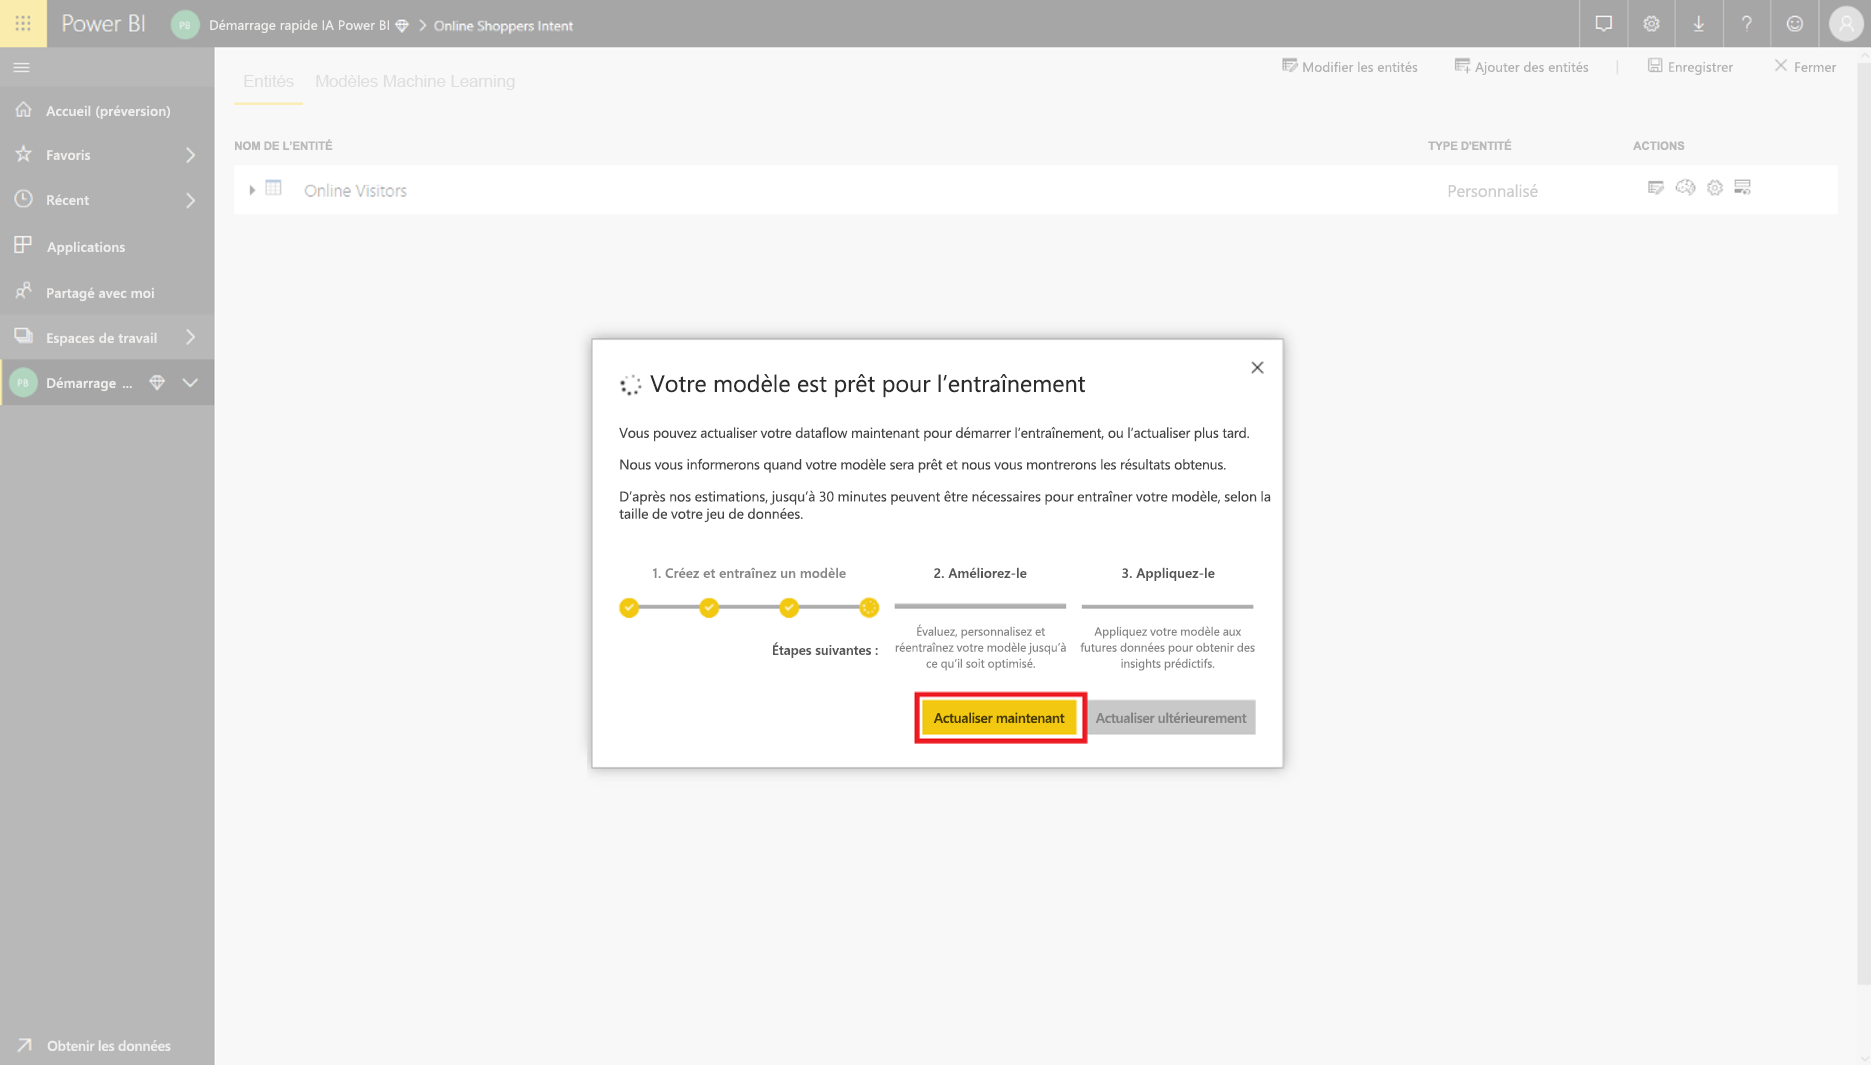 Power BI
PB
Démarrage rapide IA Power BI
Online Shoppers Intent
?
Entités
Modèles Machine Learning
Modifier les entités
Ajouter des entités
|
Enregistrer
Fermer
Accueil (préversion)
Favoris
Récent
Applications
Partagé avec moi
Espaces de travail
PB
Démarrage ...
Obtenir les données
NOM DE L'ENTITÉ
TYPE D'ENTITÉ
ACTIONS
Online Visitors
Personnalisé
Votre modèle est prêt pour l’entraînement
Vous pouvez actualiser votre dataflow maintenant pour démarrer l’entraînement, ou l’actualiser plus tard.
Nous vous informerons quand votre modèle sera prêt et nous vous montrerons les résultats obtenus.
D’après nos estimations, jusqu’à 30 minutes peuvent être nécessaires pour entraîner votre modèle, selon la
taille de votre jeu de données.
1. Créez et entraînez un modèle
2. Améliorez-le
3. Appliquez-le
Étapes suivantes :
Évaluez, personnalisez et
réentraînez votre modèle jusqu’à
ce qu’il soit optimisé.
Appliquez votre modèle aux
futures données pour obtenir des
insights prédictifs.
Actualiser maintenant
Actualiser ultérieurement